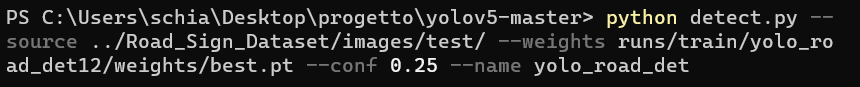 PS C:\Users\schia\Desktop\progetto\yolov5-master> python detect.py --
source ../Road_Sign_Dataset/images/test/ --weights runs/train/yolo_ro
ad_det12/weights/best.pt --conf 0.25 --name yolo_road_det